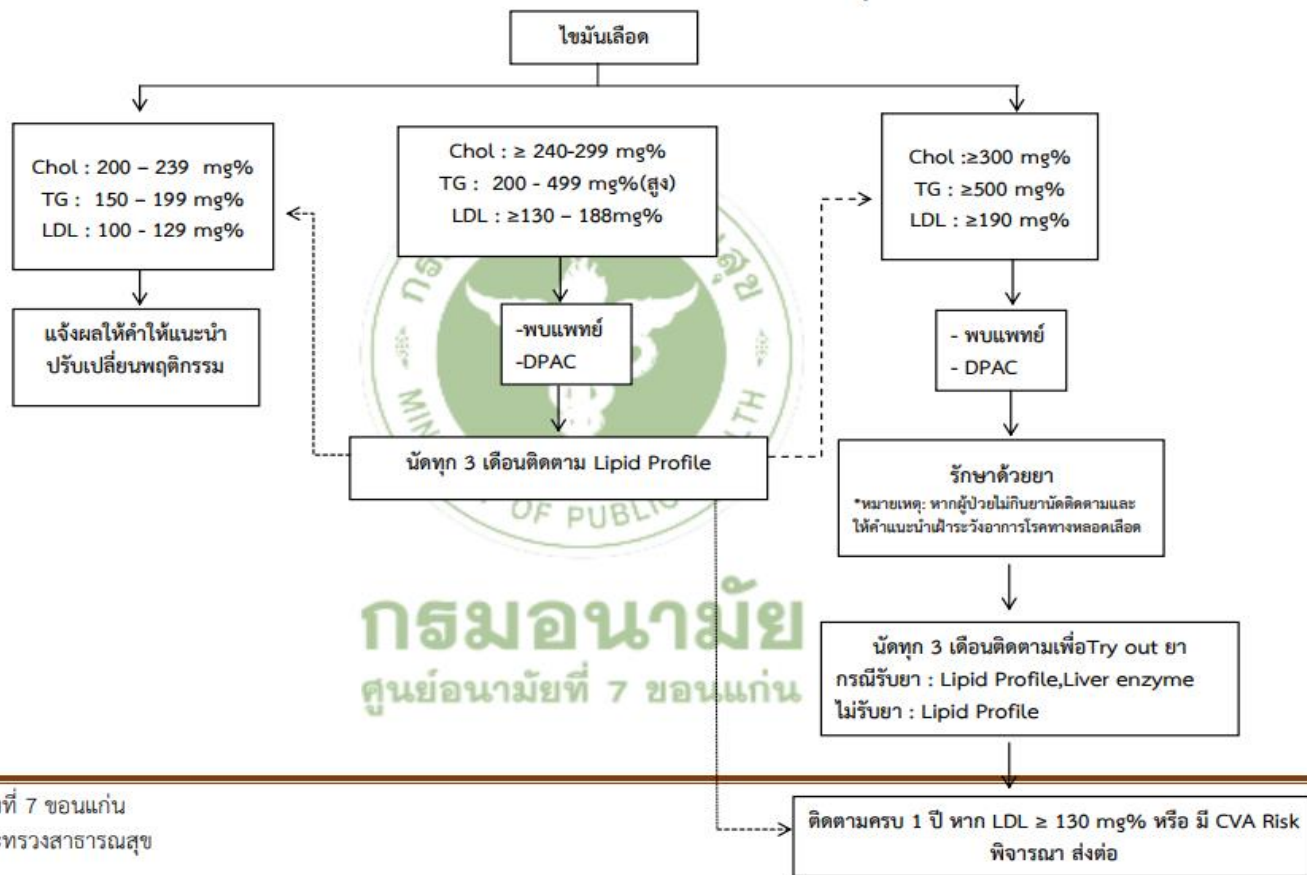 ไขมันเลือด
Chol : 200 – 239 mg%
TG : 150 – 199 mg%
LDL : 100 - 129 mg%
Chol : ≥ 240-299 mg%
TG : 200 - 499 mg%(สูง)
LDL : ≥130 – 188mg%
Chol :≥300 mg%
TG : ≥500 mg%
LDL : ≥190 mg%
แจ้งผลให้คำให้แนะนำ
ปรับเปลี่ยนพฤติกรรม
-พบแพทย์
-DPAC
- พบแพทย์
- DPAC
นัดทุก 3 เดือนติดตาม Lipid Profile
รักษาด้วยยา
*หมายเหตุ: หากผู้ป่วยไม่กินยานัดติดตามและ
ให้คำแนะนำเฝ้าระวังอาการโรคทางหลอดเลือด
OF PUBLIC
กรมอนามัย
ศูนย์อนามัยที่ 7 ขอนแก่น
นัดทุก 3 เดือนติดตามเพื่อTry out ยา
กรณีรับยา : Lipid Profile,Liver enzyme
ไม่รับยา : Lipid Profile
ที่ 7 ขอนแก่น
ะทรวงสาธารณสุข
ติดตามครบ 1 ปี หาก LDL ≥ 130 mg% หรือ มี CVA Risk
พิจารณา ส่งต่อ